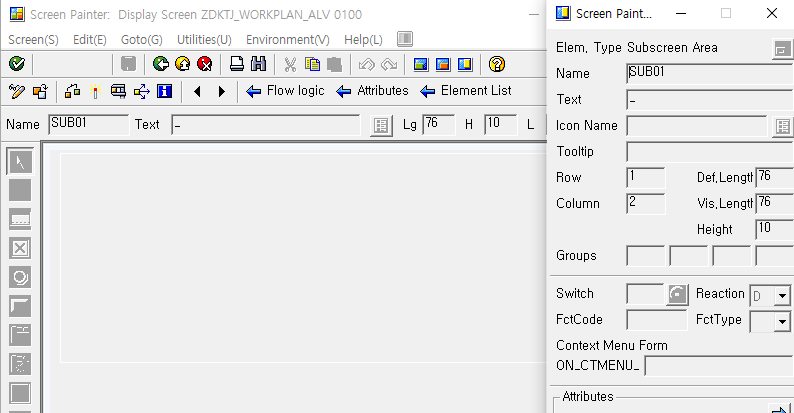 Screen Painter: Display Screen ZDKTJ_WORKPLAN_ALV 0100
Screen(S) Edit(E) Goto(G) Utilities(U) Environment(V) Help(L)
Flow logic Attributes Element List
Name SUB01 Text _ Lg 76 H 10 L
Screen Paint...
Elem. Type Subscreen Area
Name SUB01
Text _
Icon Name
Tooltip
Row 1 Def.Lengt 76
Column 2 Vis.Lengt 76
Height 10
Groups
Switch Reaction D
FctCode FctType
Context Menu Form
ON_CTMENU_
Attributes